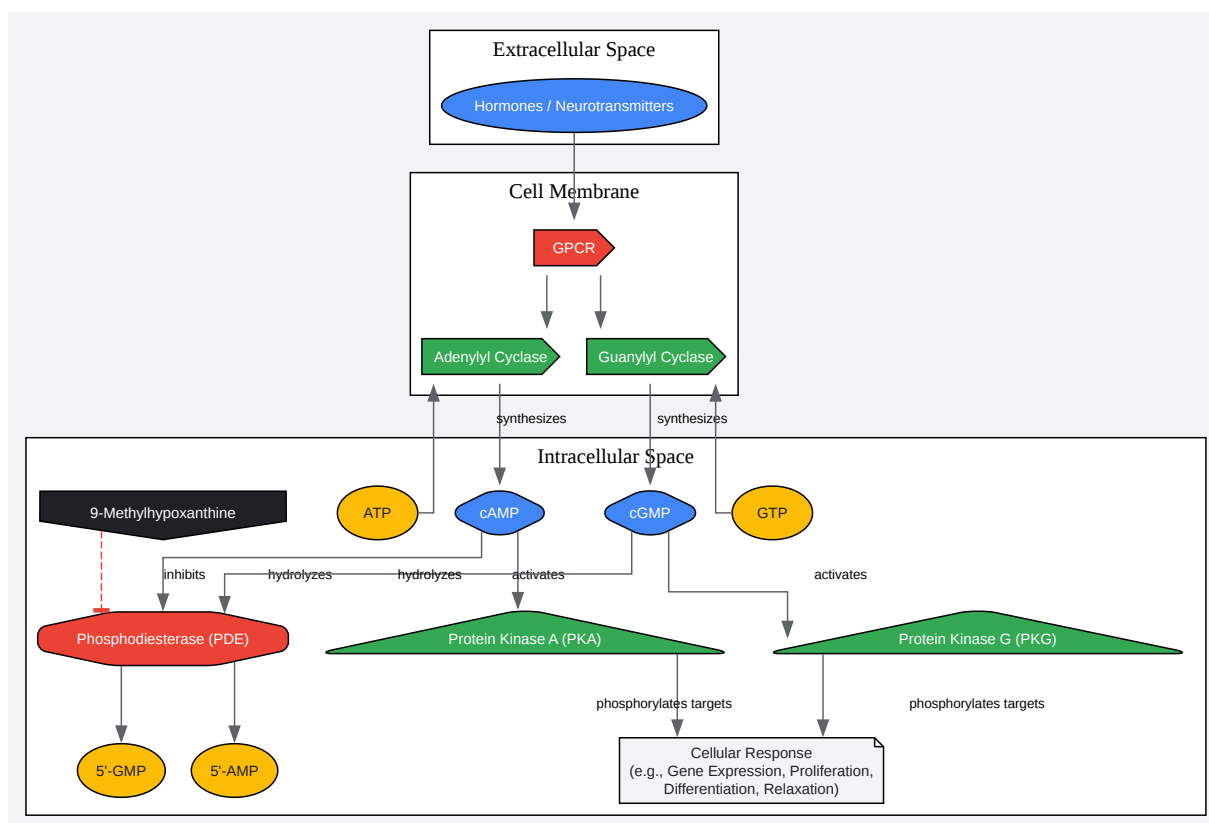 Extracellular Space
Hormones / Neurotransmitters
Cell Membrane
GPCR
Adenylyl Cyclase
Guanylyl Cyclase
synthesizes
synthesizes
Intracellular Space
9-Methylhypoxanthine
ATP
cAMP
cGMP
GTP
inhibits
hydrolyzes
hydrolyzes
activates
activates
Phosphodiesterase (PDE)
Protein Kinase A (PKA)
Protein Kinase G (PKG)
phosphorylates targets
phosphorylates targets
5'-GMP
5'-AMP
Cellular Response
(e.g., Gene Expression, Proliferation,
Differentiation, Relaxation)